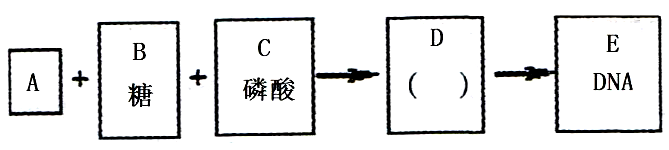 A + B 糖 + C 磷酸 → D ( ) → E DNA